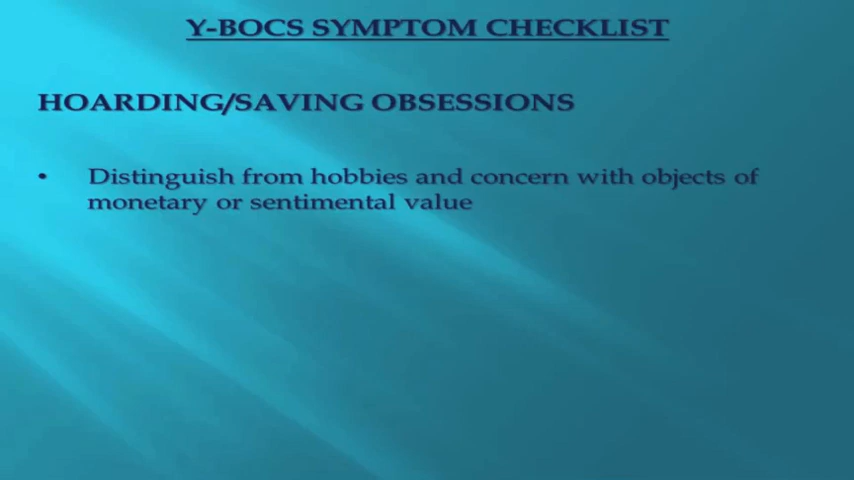 Y-BOCS SYMPTOM CHECKLIST
HOARDING/SAVING OBSESSIONS
• Distinguish from hobbies and concern with objects of
monetary or sentimental value